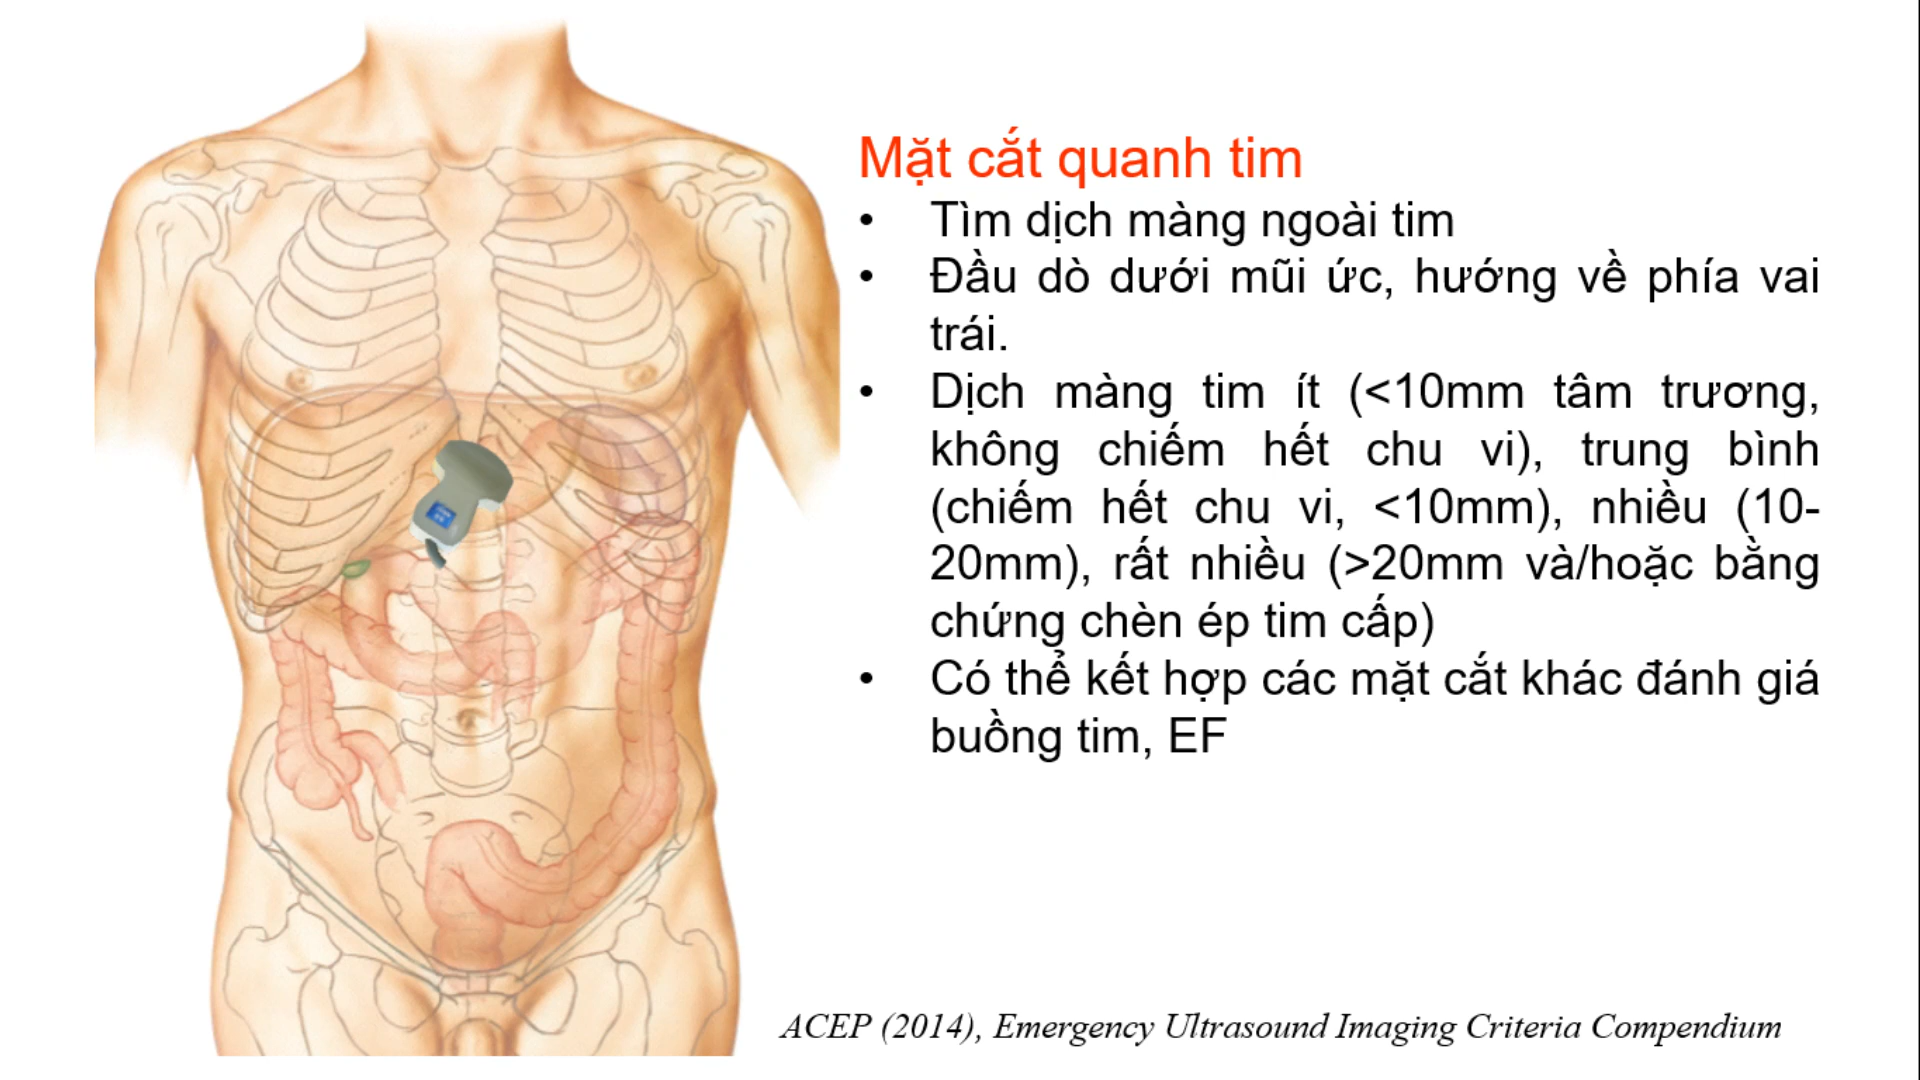 Mặt cắt quanh tim
• Tìm dịch màng ngoài tim
• Đầu dò dưới mũi ức, hướng về phía vai
trái.
• Dịch màng tim ít (<10mm tâm trương,
không chiếm hết chu vi), trung bình
(chiếm hết chu vi, <10mm), nhiều (10-
20mm), rất nhiều (>20mm và/hoặc bằng
chứng chèn ép tim cấp)
• Có thể kết hợp các mặt cắt khác đánh giá
buồng tim, EF
ACEP (2014), Emergency Ultrasound Imaging Criteria Compendium